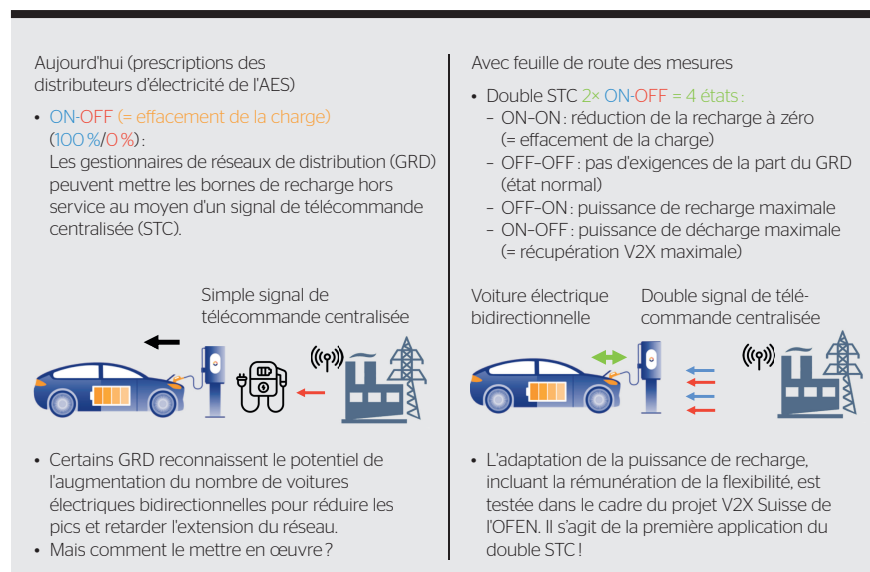 Aujourd'hui (prescriptions des
distributeurs d'électricité de l'AES)
• ON-OFF (= effacement de la charge)
(100 %/0 %):
Les gestionnaires de réseaux de distribution (GRD)
peuvent mettre les bornes de recharge hors
service au moyen d'un signal de télécommande
centralisée (STC).
Simple signal de
télécommande centralisée
• Certains GRD reconnaissent le potentiel de
l'augmentation du nombre de voitures
électriques bidirectionnelles pour réduire les
pics et retarder l'extension du réseau.
• Mais comment le mettre en œuvre ?
Avec feuille de route des mesures
• Double STC 2× ON-OFF = 4 états :
– ON–ON : réduction de la recharge à zéro
(= effacement de la charge)
– OFF–OFF : pas d'exigences de la part du GRD
(état normal)
– OFF–ON : puissance de recharge maximale
– ON–OFF : puissance de décharge maximale
(= récupération V2X maximale)
Voiture électrique
bidirectionnelle
Double signal de télé-
commande centralisée
• L'adaptation de la puissance de recharge,
incluant la rémunération de la flexibilité, est
testée dans le cadre du projet V2X Suisse de
l'OFEN. Il s'agit de la première application du
double STC !